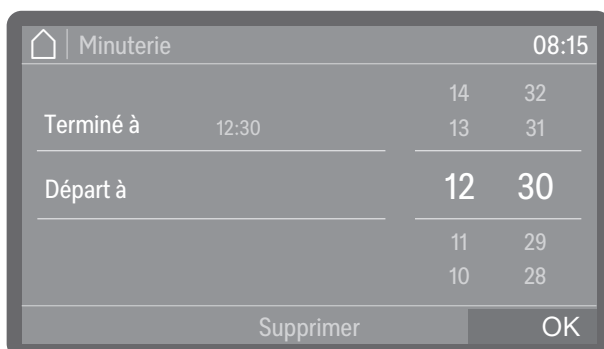 Minuterie 08:15
14 32
Terminé à 12:30 13 31
Départ à 12 30
11 29
10 28
Supprimer OK